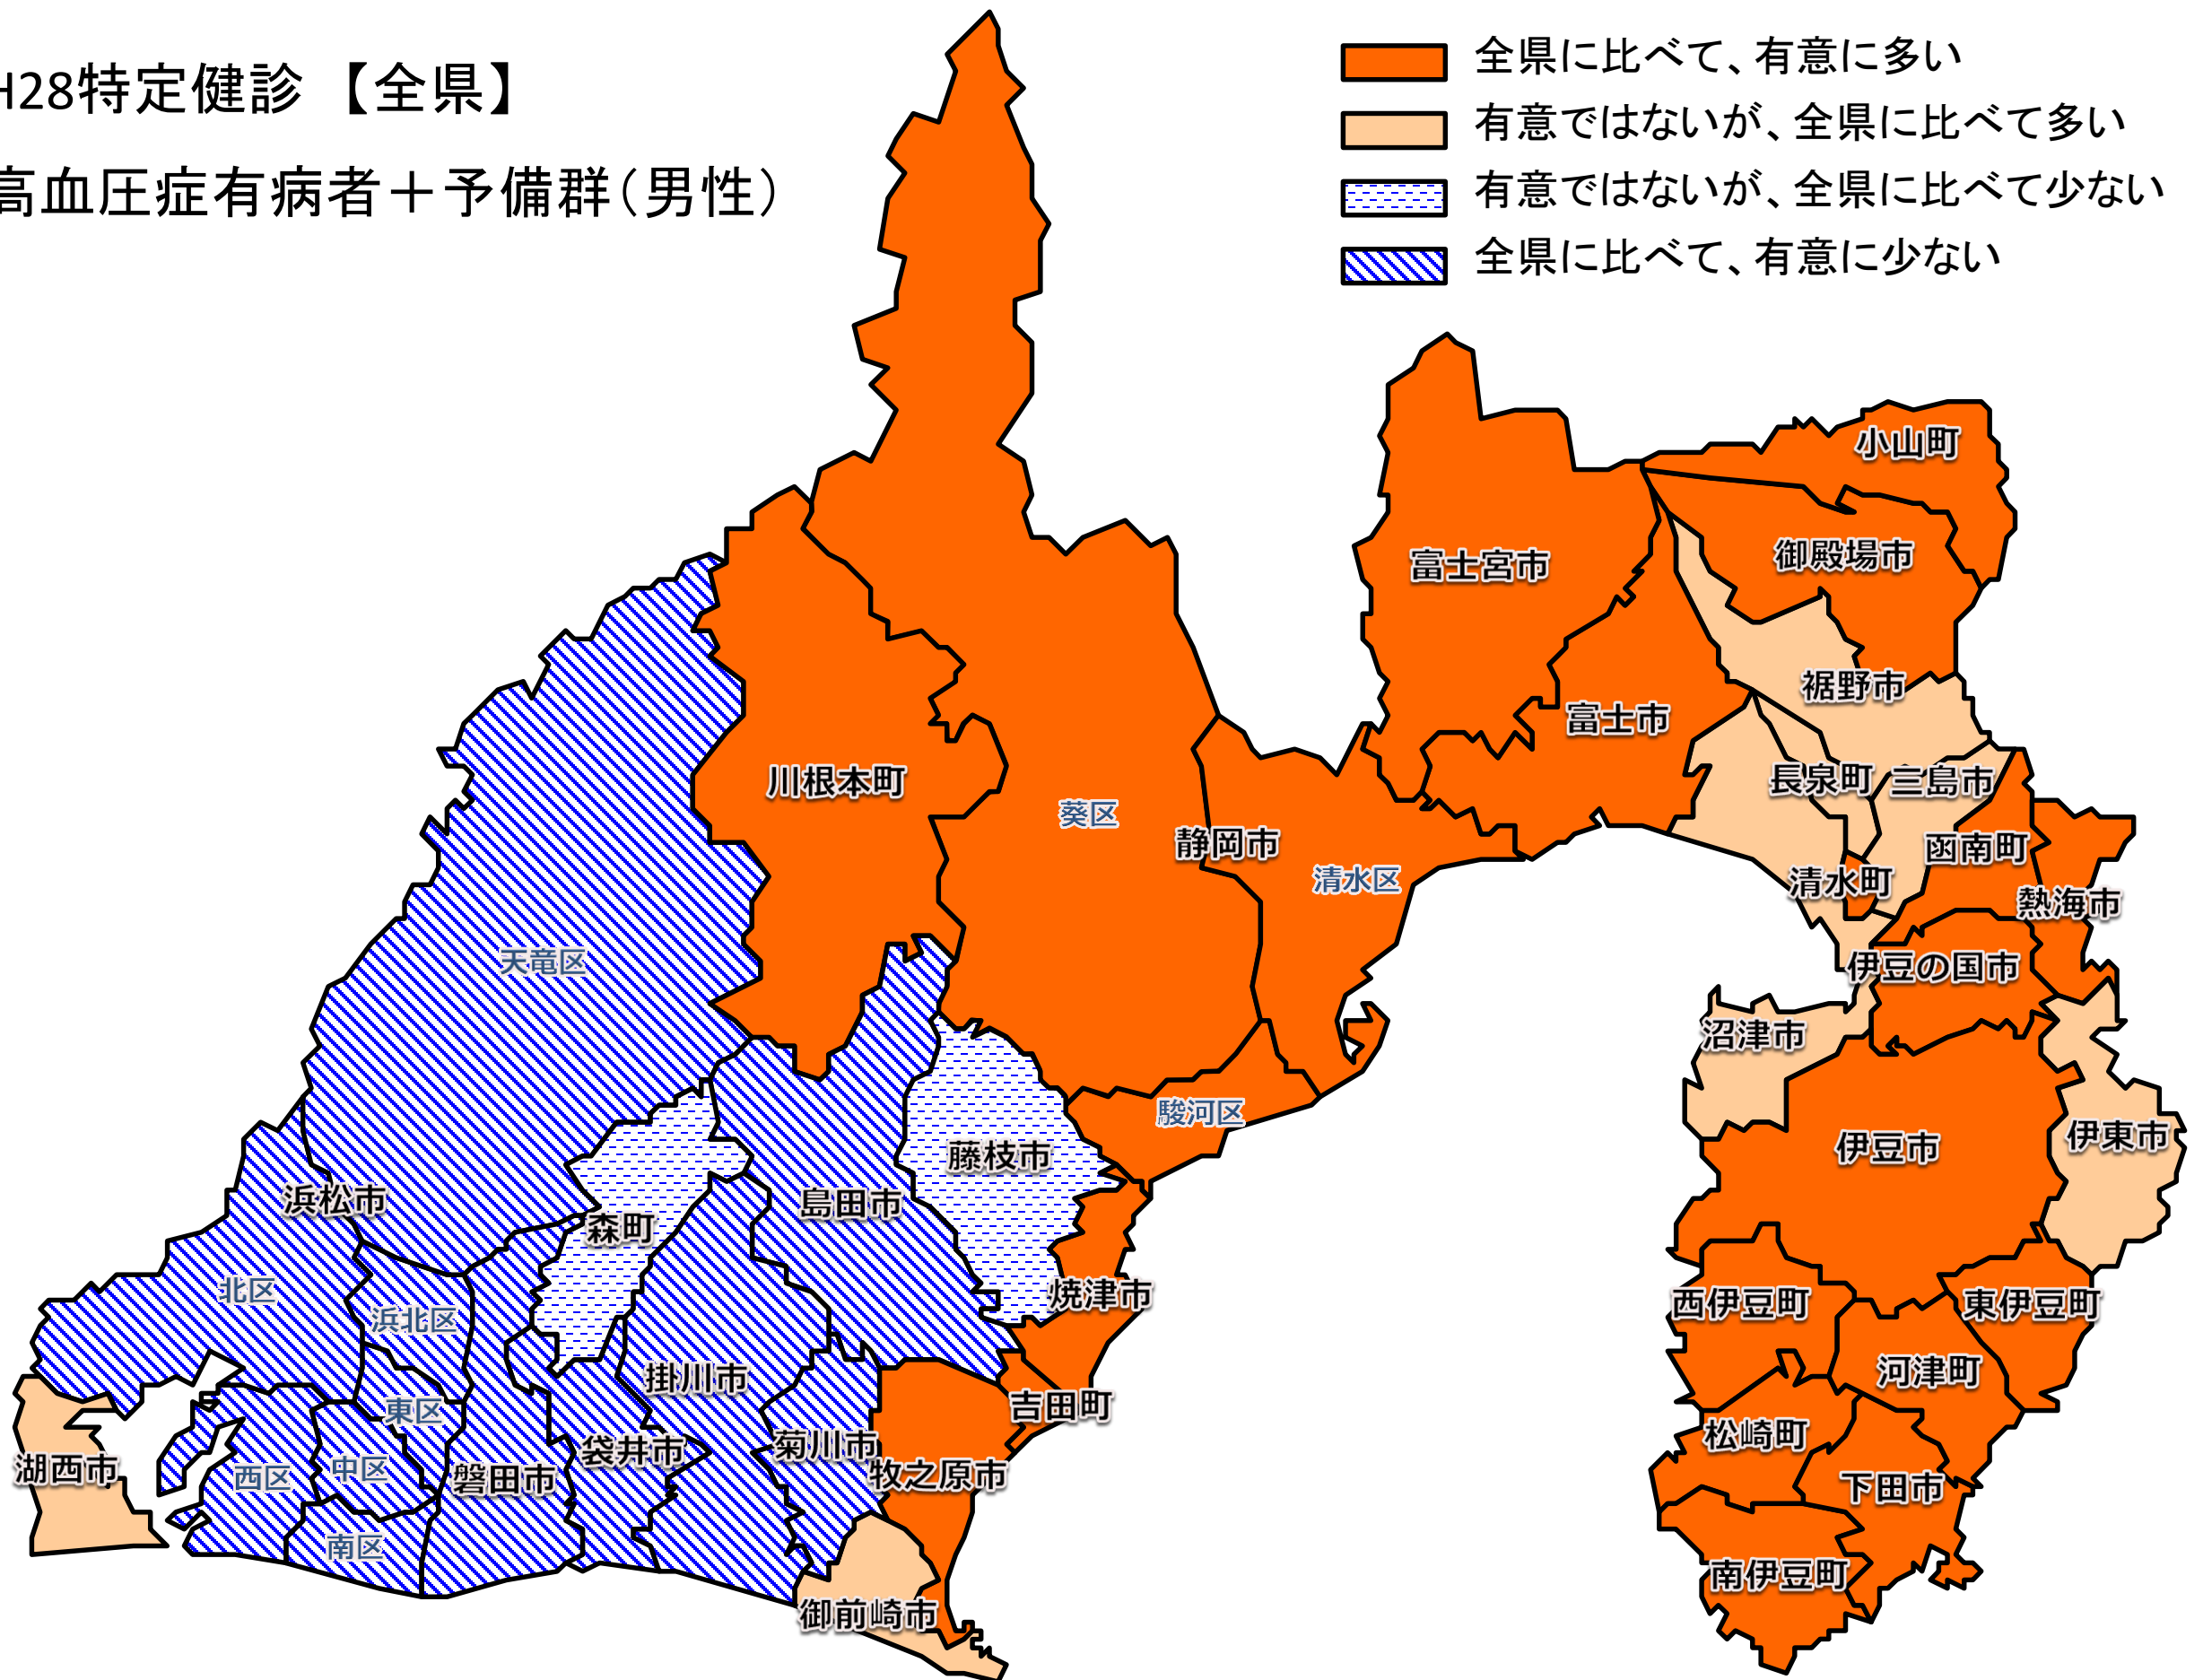 H28特定健診 【全県】
高血圧症有病者＋予備群（男性）
全県に比べて、有意に多い
有意ではないが、全県に比べて多い
有意ではないが、全県に比べて少ない
全県に比べて、有意に少ない
小山町
御殿場市
富士宮市
裾野市
富士市
川根本町
長泉町
三島市
葵区
静岡市
函南町
清水区
清水町
熱海市
天竜区
伊豆の国市
沼津市
駿河区
伊東市
伊豆市
藤枝市
浜松市
島田市
森町
北区
焼津市
西伊豆町
東伊豆町
浜北区
河津町
掛川市
吉田町
東区
松崎町
菊川市
袋井市
湖西市
西区
中区
磐田市
牧之原市
下田市
南区
南伊豆町
御前崎市